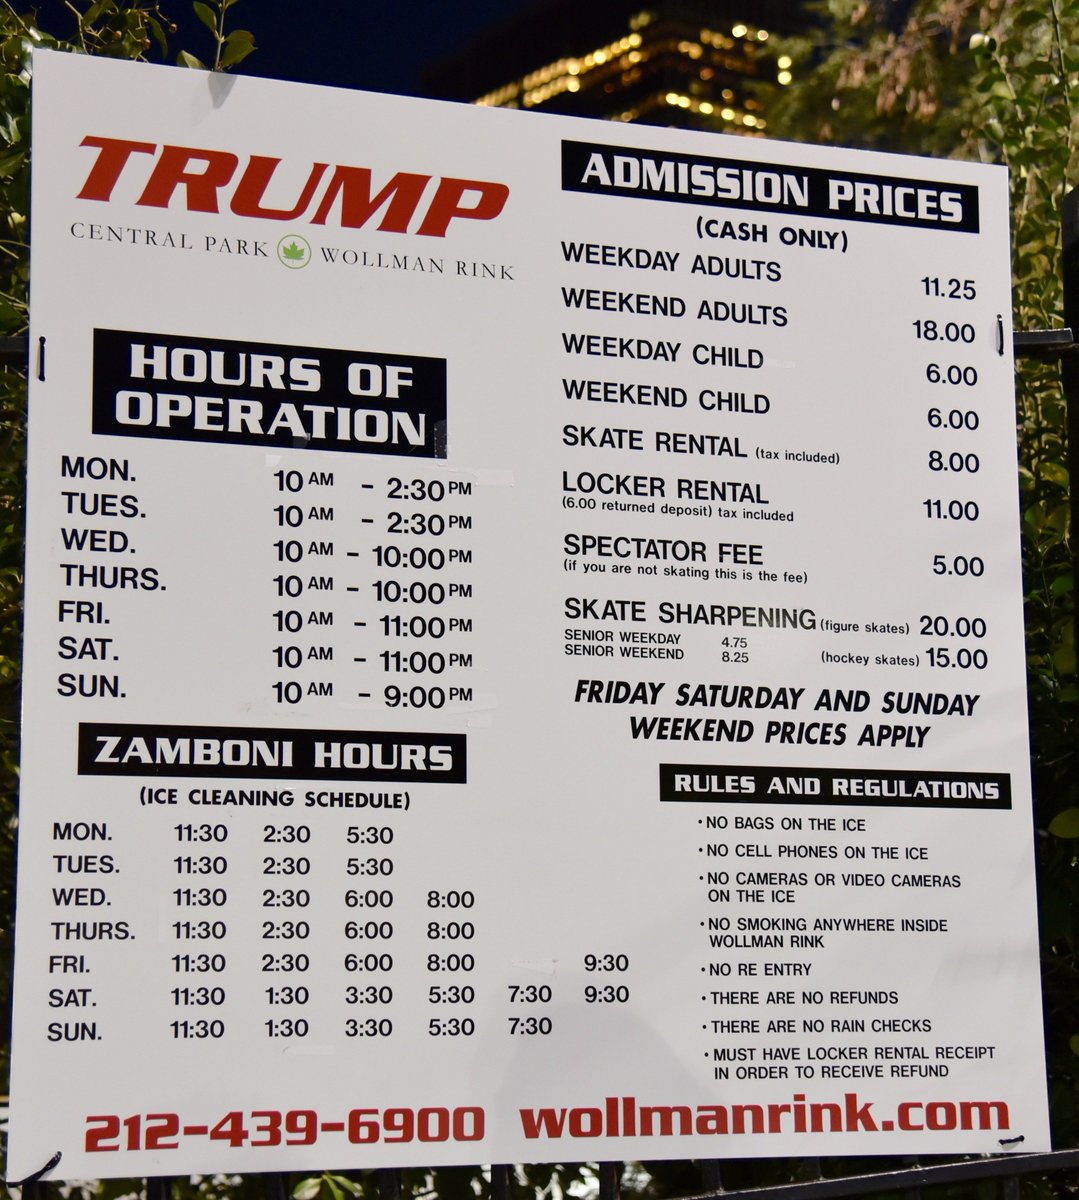 TRUMP
CENTRAL PARK WOLLMAN RINK
HOURS OF
OPERATION
MON. 10 AM - 2:30 PM
TUES. 10 AM - 2:30 PM
WED. 10 AM - 10:00 PM
THURS. 10 AM - 10:00 PM
FRI. 10 AM - 11:00 PM
SAT. 10 AM - 11:00 PM
SUN. 10 AM - 9:00 PM
ZAMBONI HOURS
(ICE CLEANING SCHEDULE)
MON. 11:30 2:30 5:30
TUES. 11:30 2:30 5:30
WED. 11:30 2:30 6:00 8:00
THURS. 11:30 2:30 6:00 8:00
FRI. 11:30 2:30 6:00 8:00 9:30
SAT. 11:30 1:30 3:30 5:30 7:30 9:30
SUN. 11:30 1:30 3:30 5:30 7:30
ADMISSION PRICES
(CASH ONLY)
WEEKDAY ADULTS 11.25
WEEKEND ADULTS 18.00
WEEKDAY CHILD 6.00
WEEKEND CHILD 6.00
SKATE RENTAL (tax included) 8.00
LOCKER RENTAL 11.00
(6.00 returned deposit) tax included
SPECTATOR FEE 5.00
(if you are not skating this is the fee)
SKATE SHARPENING (figure skates) 20.00
SENIOR WEEKDAY 4.75
SENIOR WEEKEND 8.25 (hockey skates) 15.00
FRIDAY SATURDAY AND SUNDAY
WEEKEND PRICES APPLY
RULES AND REGULATIONS
• NO BAGS ON THE ICE
• NO CELL PHONES ON THE ICE
• NO CAMERAS OR VIDEO CAMERAS
ON THE ICE
• NO SMOKING ANYWHERE INSIDE
WOLLMAN RINK
• NO RE ENTRY
• THERE ARE NO REFUNDS
• THERE ARE NO RAIN CHECKS
• MUST HAVE LOCKER RENTAL RECEIPT
IN ORDER TO RECEIVE REFUND
212-439-6900 wollmanrink.com